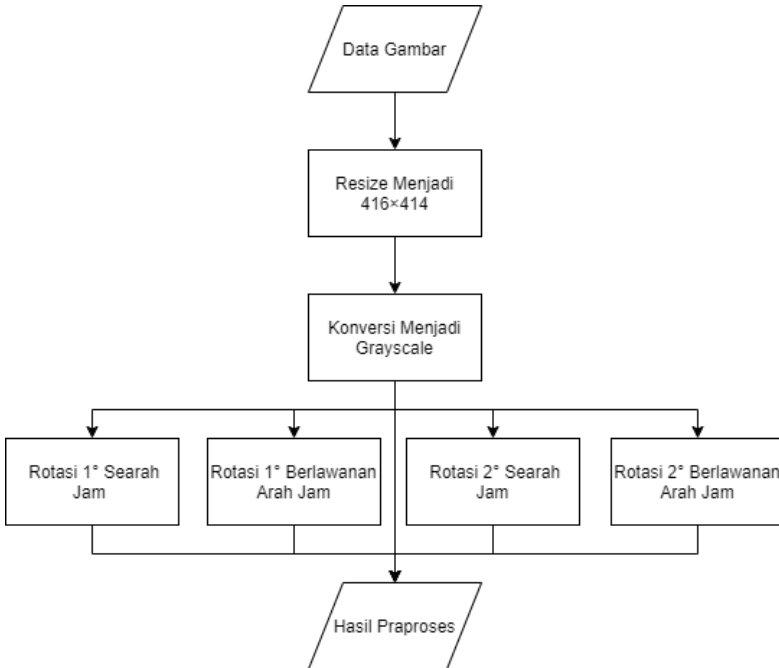 Data Gambar
Resize Menjadi
416×414
Konversi Menjadi
Grayscale
Rotasi 1° Searah
Jam
Rotasi 1° Berlawanan
Arah Jam
Rotasi 2° Searah
Jam
Rotasi 2° Berlawanan
Arah Jam
Hasil Praproses